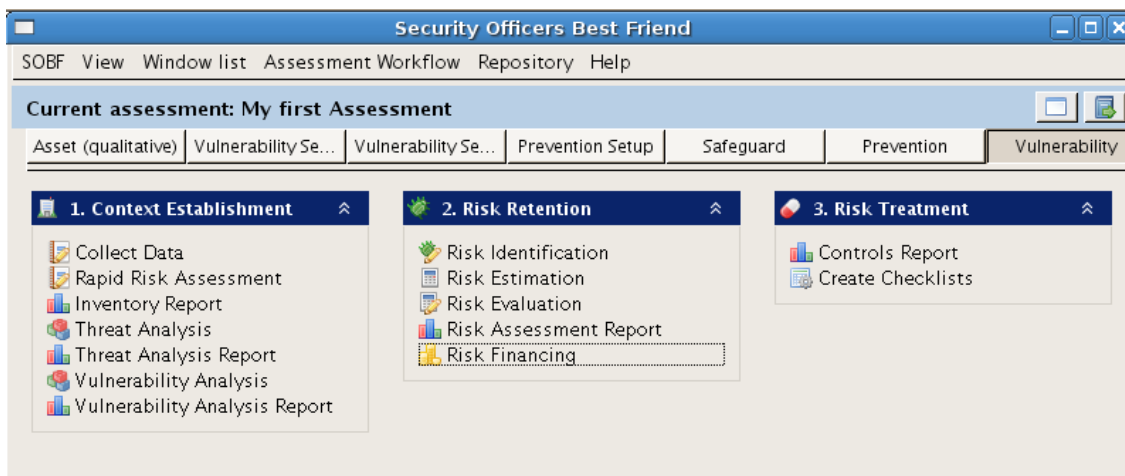 Security Officers Best Friend
SOBF View Window list Assessment Workflow Repository Help
Current assessment: My first Assessment
Asset (qualitative) Vulnerability Se... Vulnerability Se... Prevention Setup Safeguard Prevention Vulnerability
1. Context Establishment
Collect Data
Rapid Risk Assessment
Inventory Report
Threat Analysis
Threat Analysis Report
Vulnerability Analysis
Vulnerability Analysis Report
2. Risk Retention
Risk Identification
Risk Estimation
Risk Evaluation
Risk Assessment Report
Risk Financing
3. Risk Treatment
Controls Report
Create Checklists